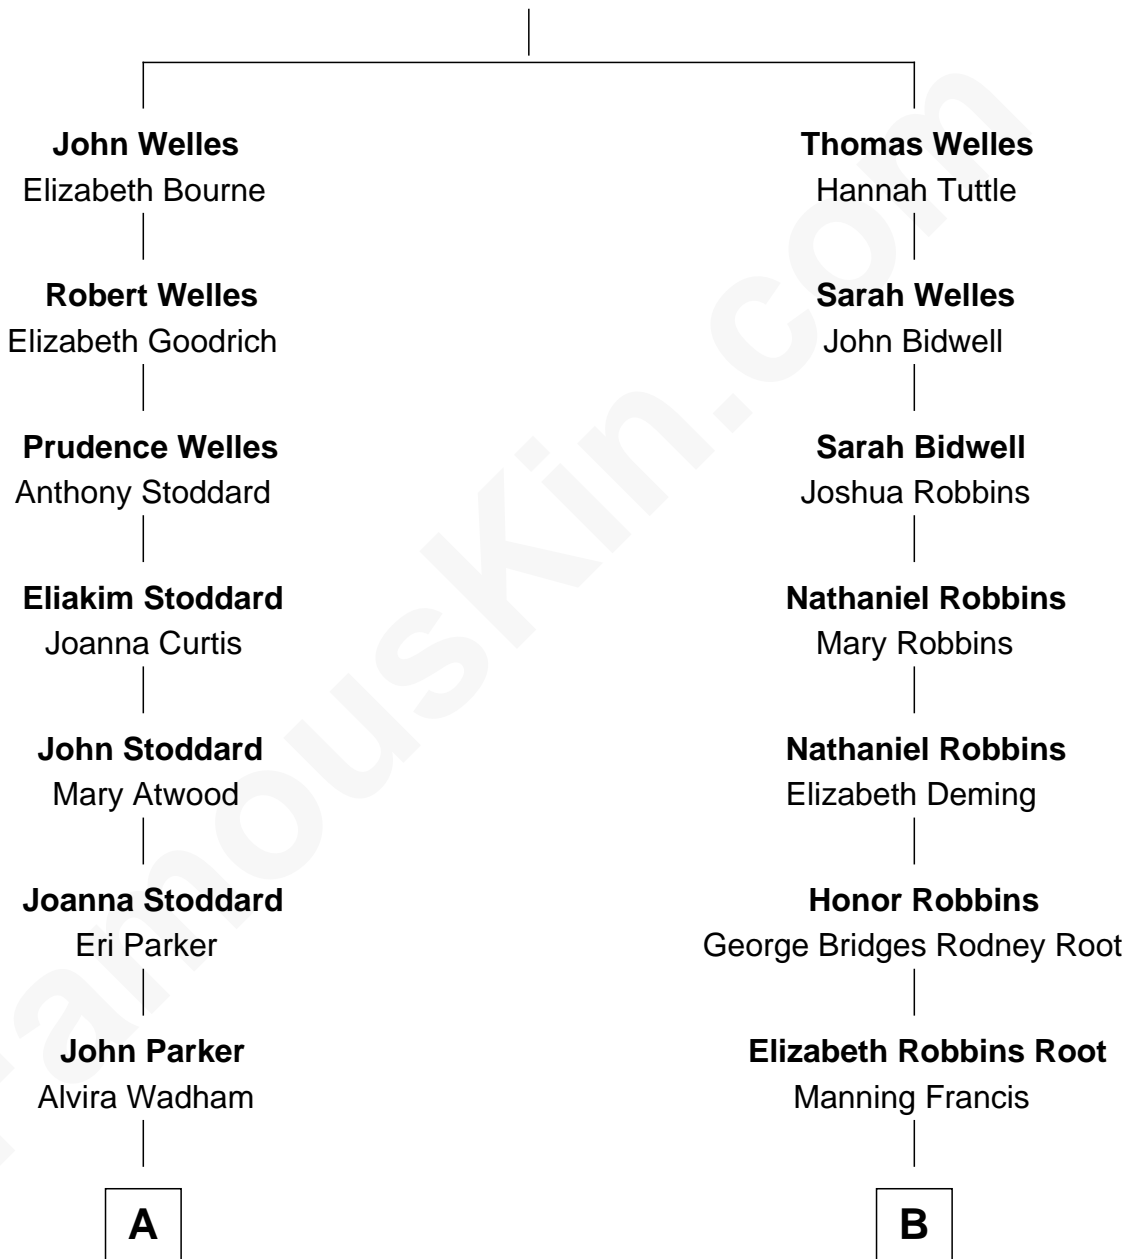 John Welles
Elizabeth Bourne
Robert Welles
Elizabeth Goodrich
Prudence Welles
Anthony Stoddard
Eliakim Stoddard
Joanna Curtis
John Stoddard
Mary Atwood
Joanna Stoddard
Eri Parker
John Parker
Alvira Wadham
A
Thomas Welles
Hannah Tuttle
Sarah Welles
John Bidwell
Sarah Bidwell
Joshua Robbins
Nathaniel Robbins
Mary Robbins
Nathaniel Robbins
Elizabeth Deming
Honor Robbins
George Bridges Rodney Root
Elizabeth Robbins Root
Manning Francis
B
FamousKin.com